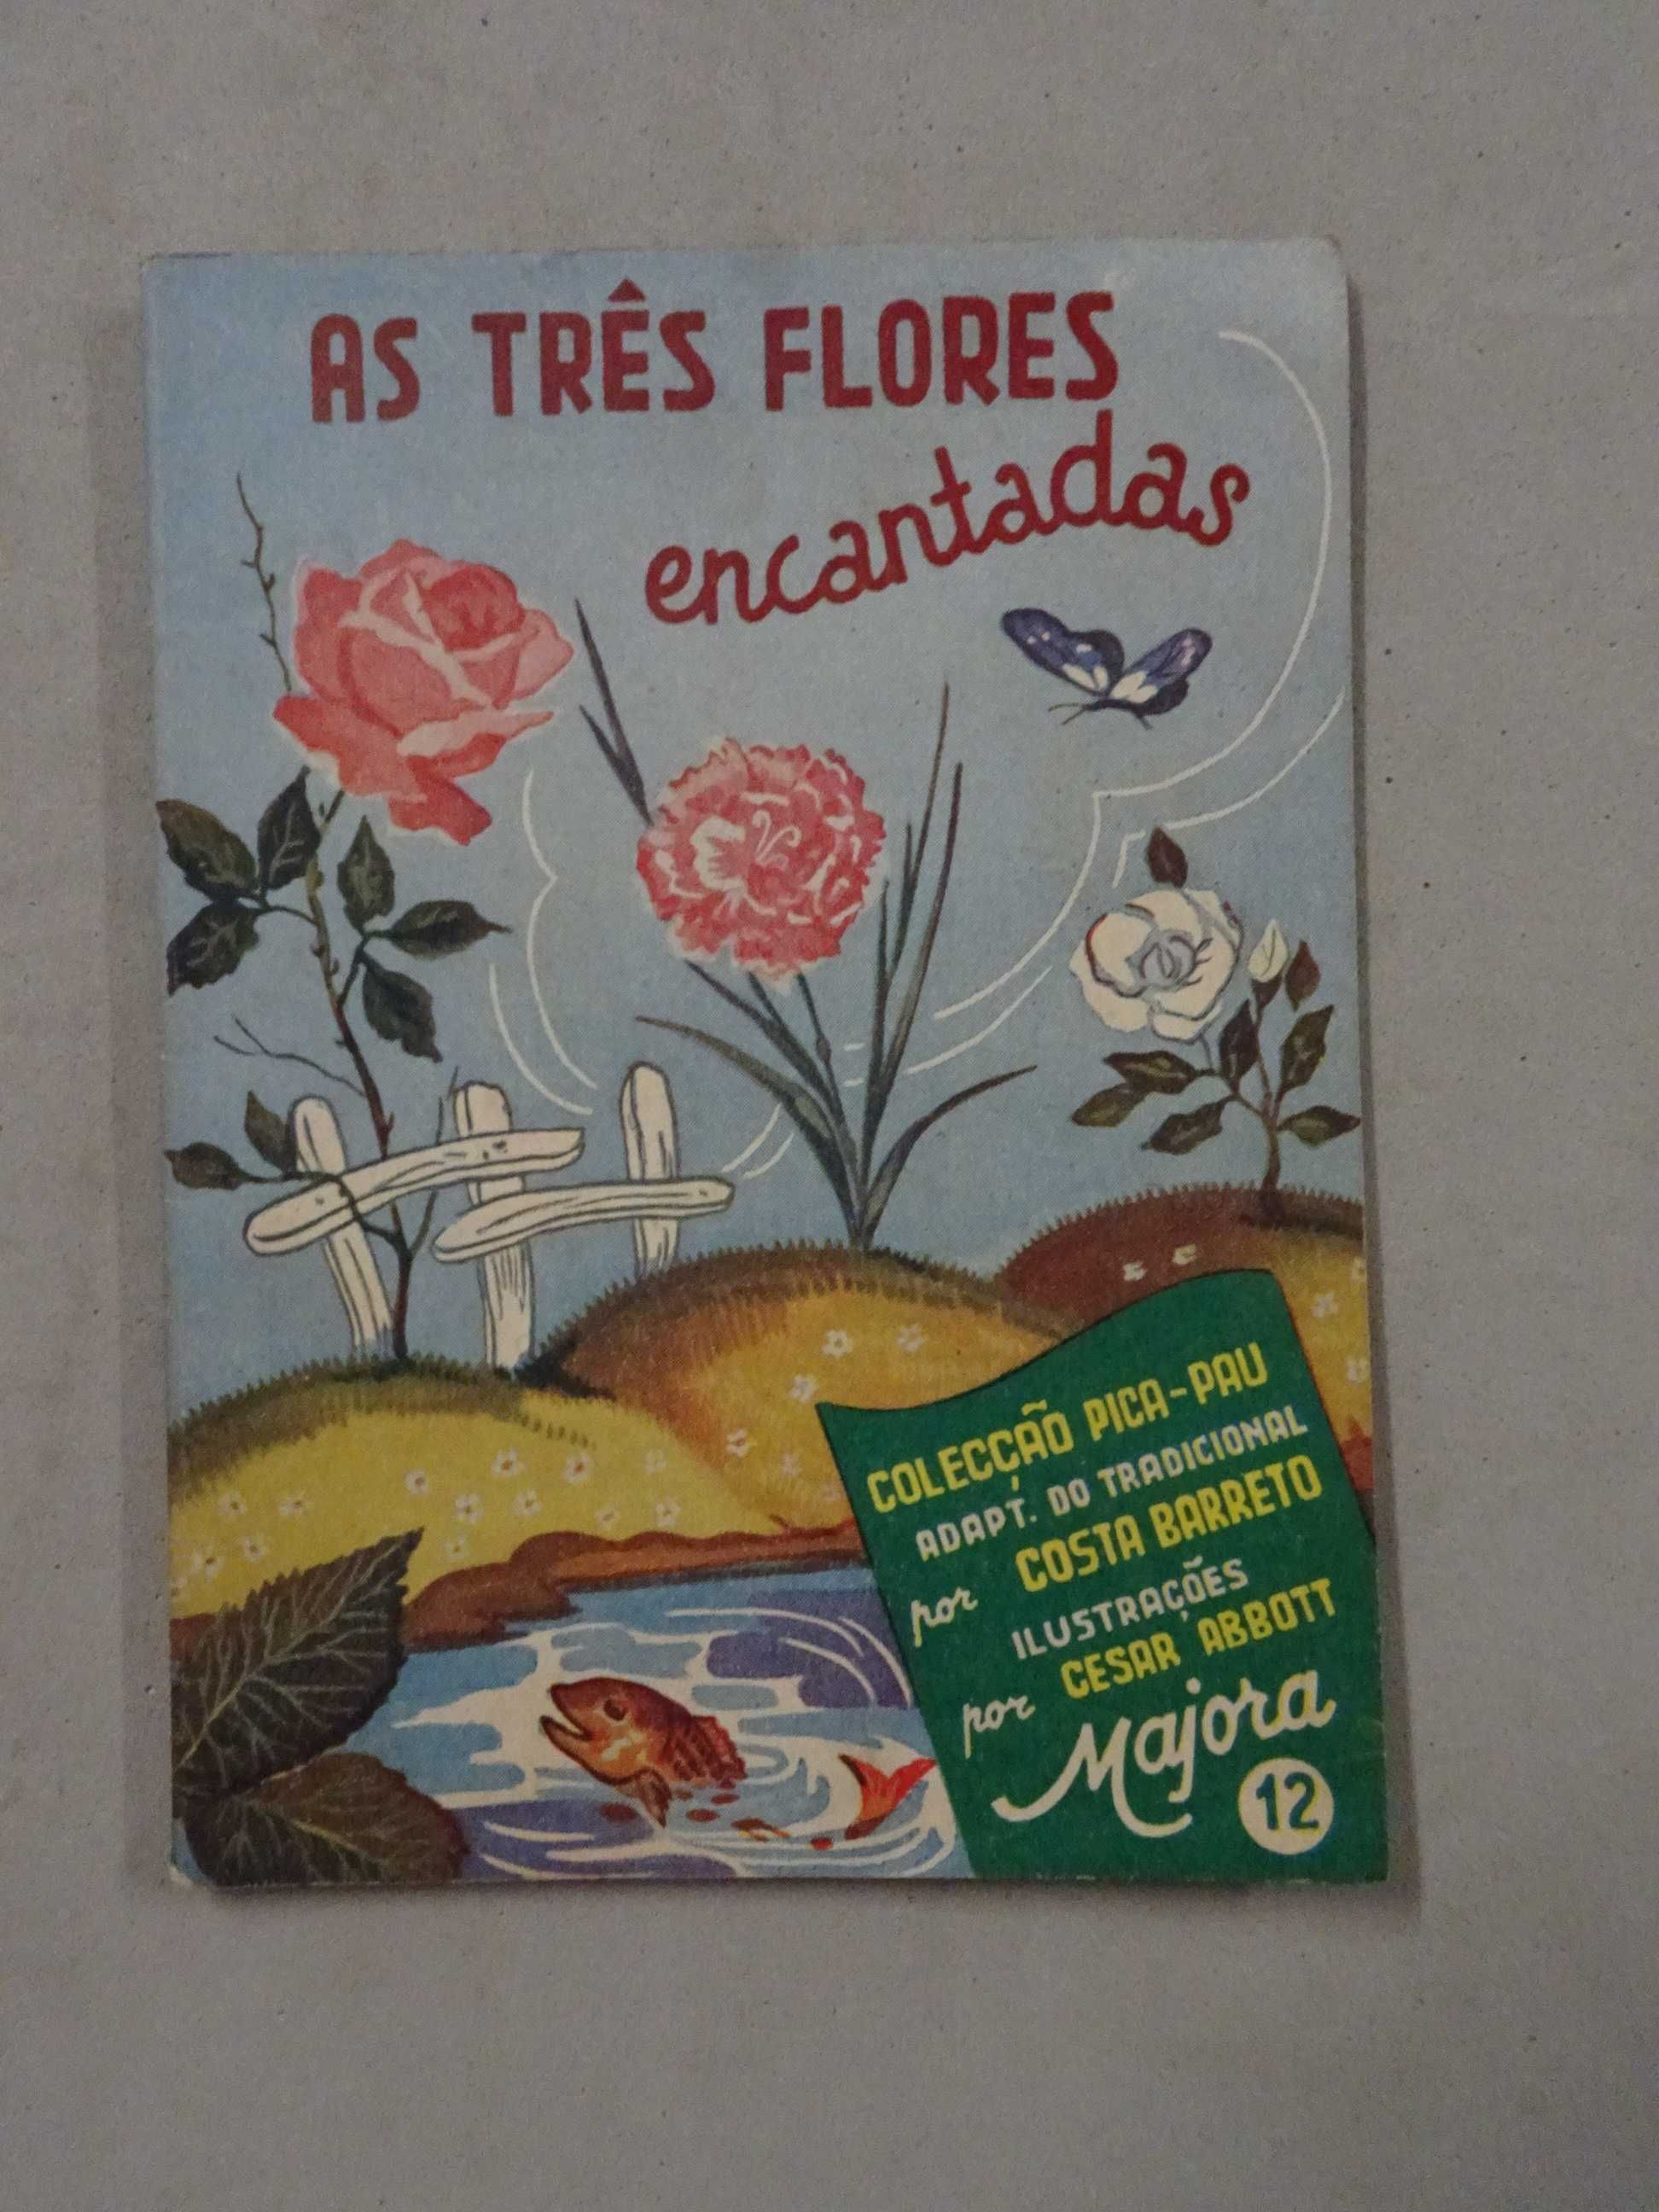 AS TRÊS FLORES
encantadas
COLECÇÃO PICA-PAU
ADAPT. DO TRADICIONAL
por COSTA BARRETO
ILUSTRAÇÕES
por CESAR ABBOTT
Majora
12